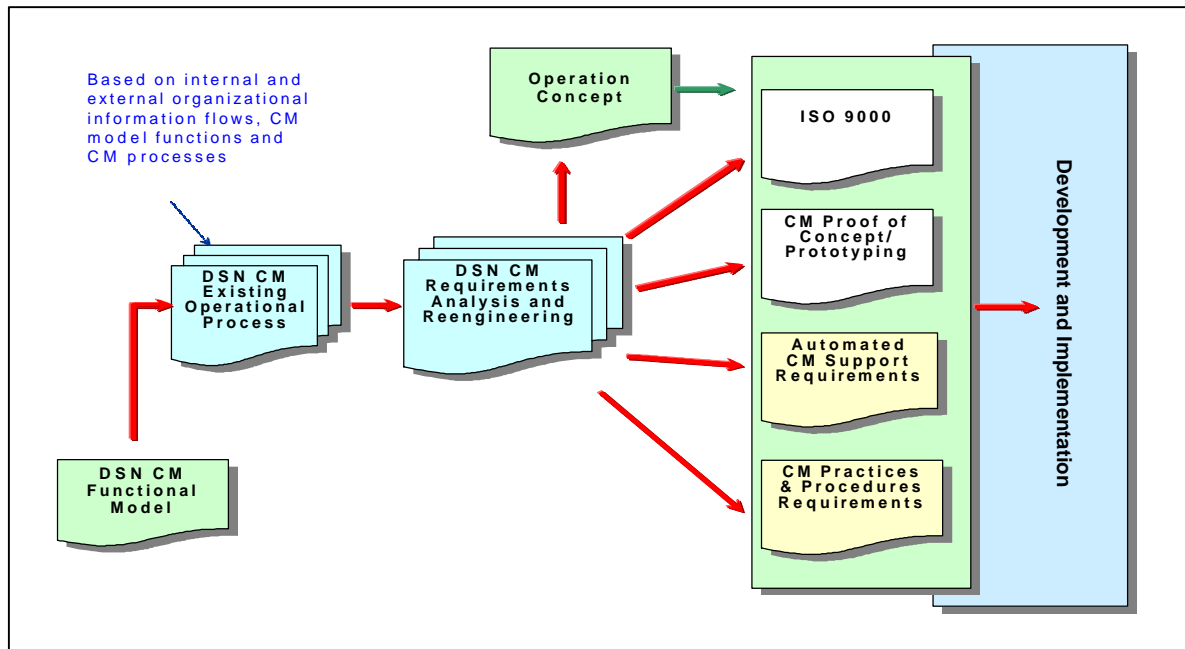 Based on internal and
external organizational
information flows, CM
model functions and
CM processes
Operation
Concept
DSN CM
Existing
Operational
Process
DSN CM
Requirements
Analysis and
Reengineering
DSN CM
Functional
Model
ISO 9000
CM Proof of
Concept/
Prototyping
Automated
CM Support
Requirements
CM Practices
& Procedures
Requirements
Development and Implementation